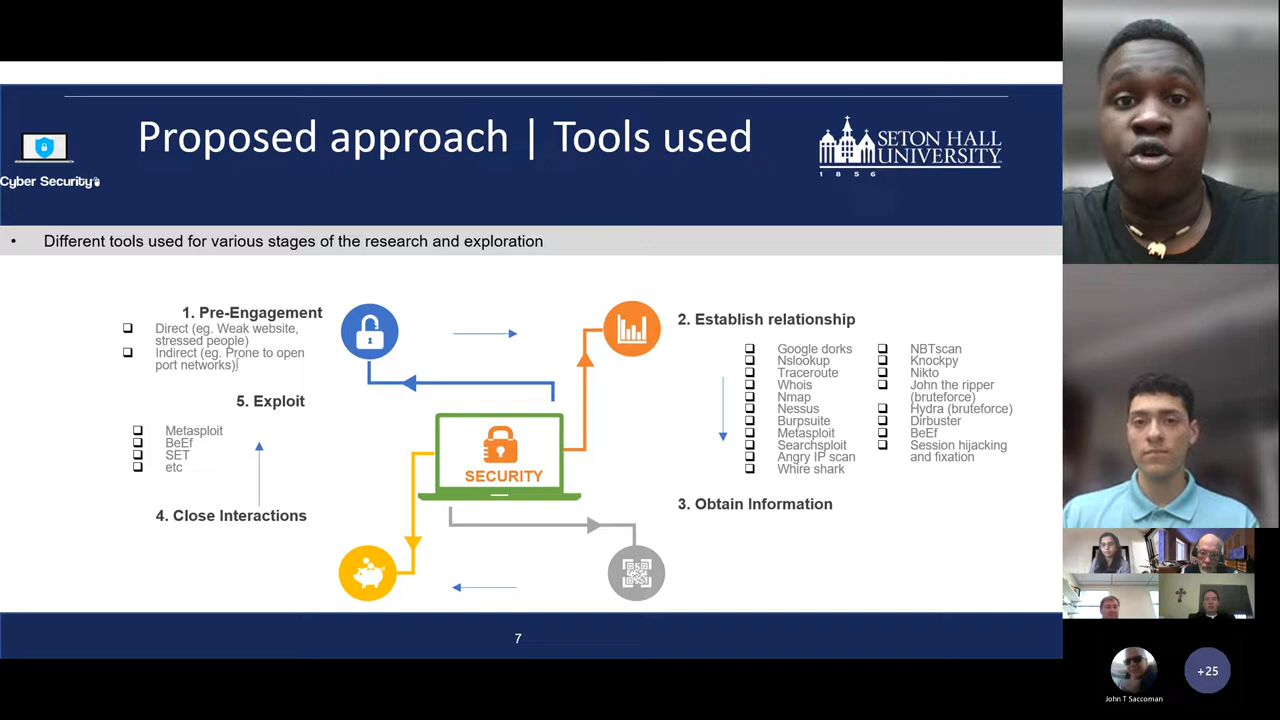 Proposed approach | Tools used
Cyber Security
SETON HALL
UNIVERSITY
1 8 5 6
• Different tools used for various stages of the research and exploration
1. Pre-Engagement
Direct (eg. Weak website,
stressed people)
Indirect (eg. Prone to open
port networks)
5. Exploit
Metasploit
BeEf
SET
etc
4. Close Interactions
SECURITY
2. Establish relationship
Google dorks
Nslookup
Traceroute
Whois
Nmap
Nessus
Burpsuite
Metasploit
Searchsploit
Angry IP scan
Whire shark
NBTscan
Knockpy
Nikto
John the ripper
(bruteforce)
Hydra (bruteforce)
Dirbuster
BeEf
Session hijacking
and fixation
3. Obtain Information
7
John T Saccoman
+25